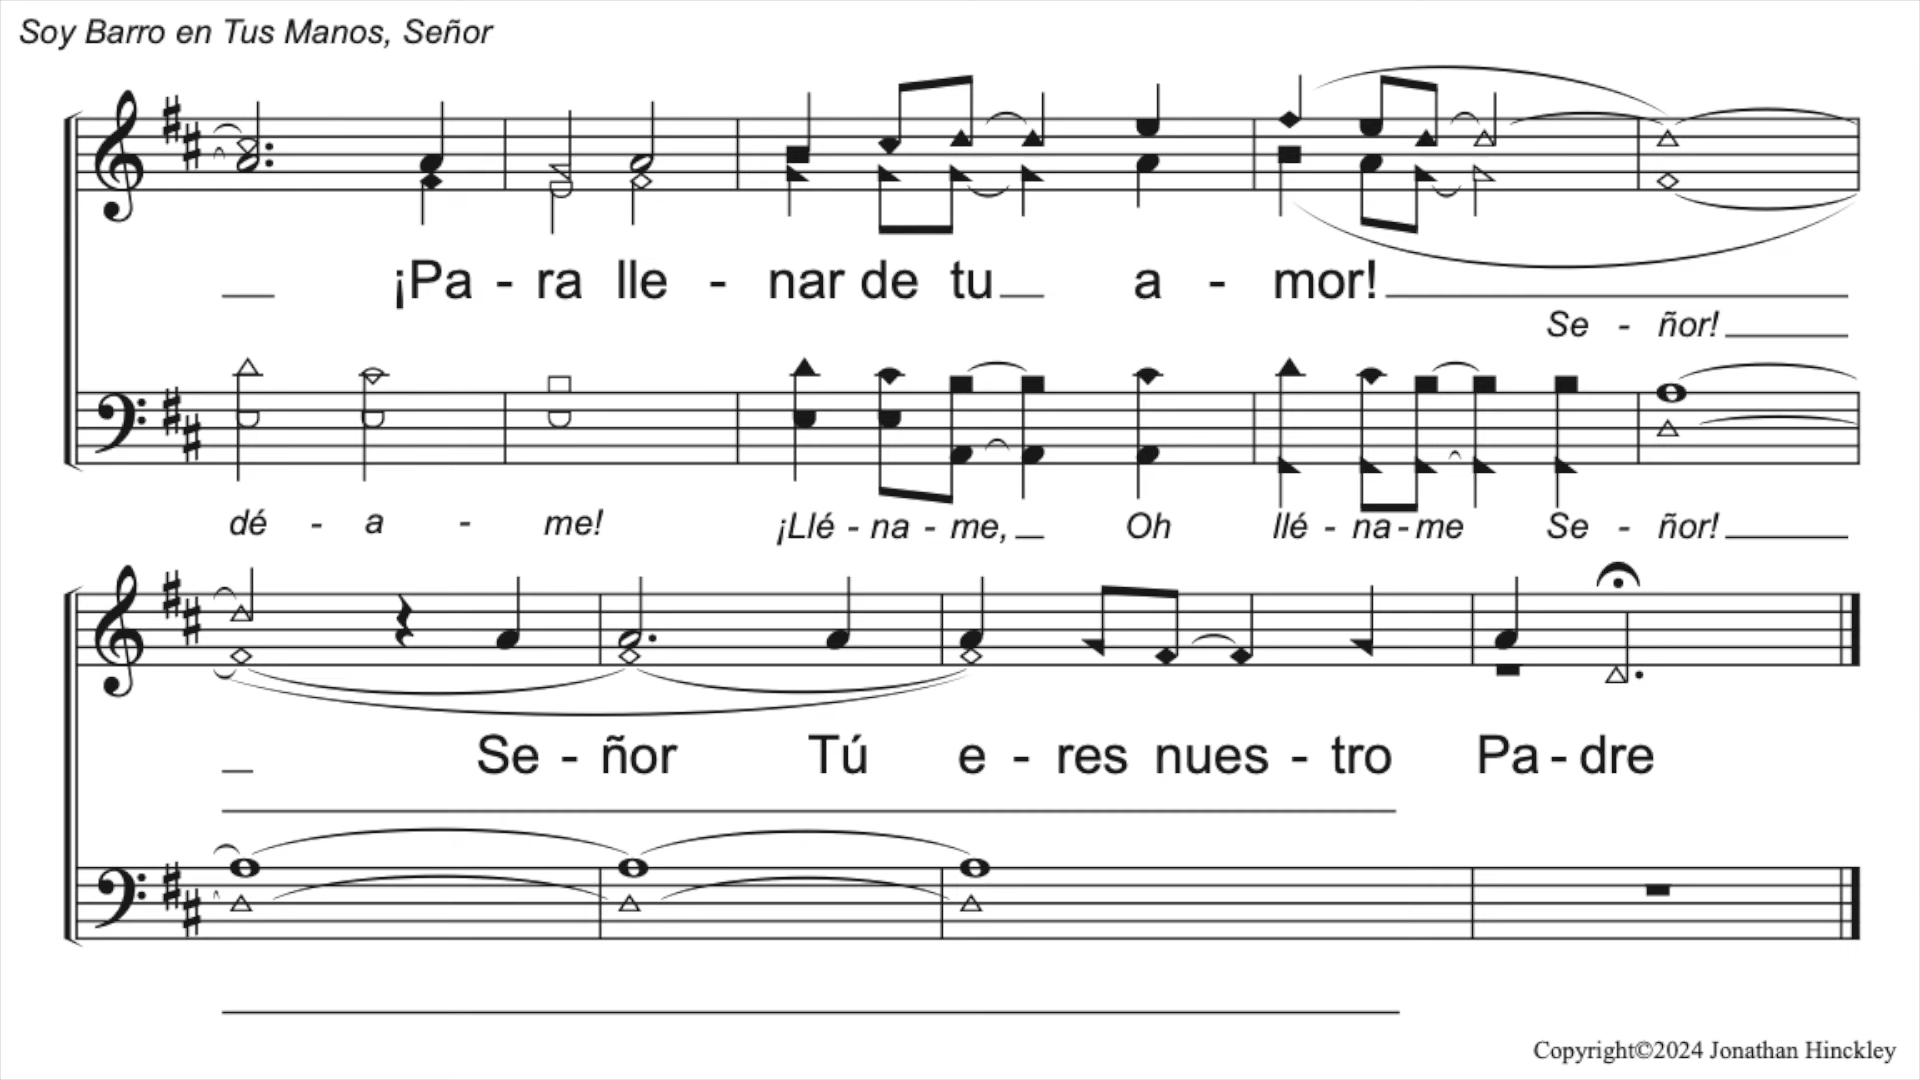 Soy Barro en Tus Manos, Señor
¡Pa - ra lle - nar de tu a - mor!
Se - ñor!
dé - a - me! ¡Llé - na - me, Oh llé - na - me Se - ñor!
Se - ñor Tú e - res nues - tro Pa - dre
Copyright©2024 Jonathan Hinckley